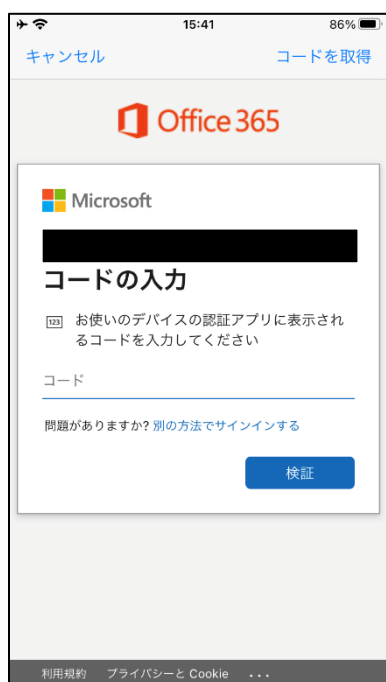 15:41
86%
キャンセル
コードを取得
Office 365
Microsoft
コードの入力
123
お使いのデバイスの認証アプリに表示され
るコードを入力してください
コード
問題がありますか? 別の方法でサインインする
検証
利用規約 プライバシーと Cookie ...